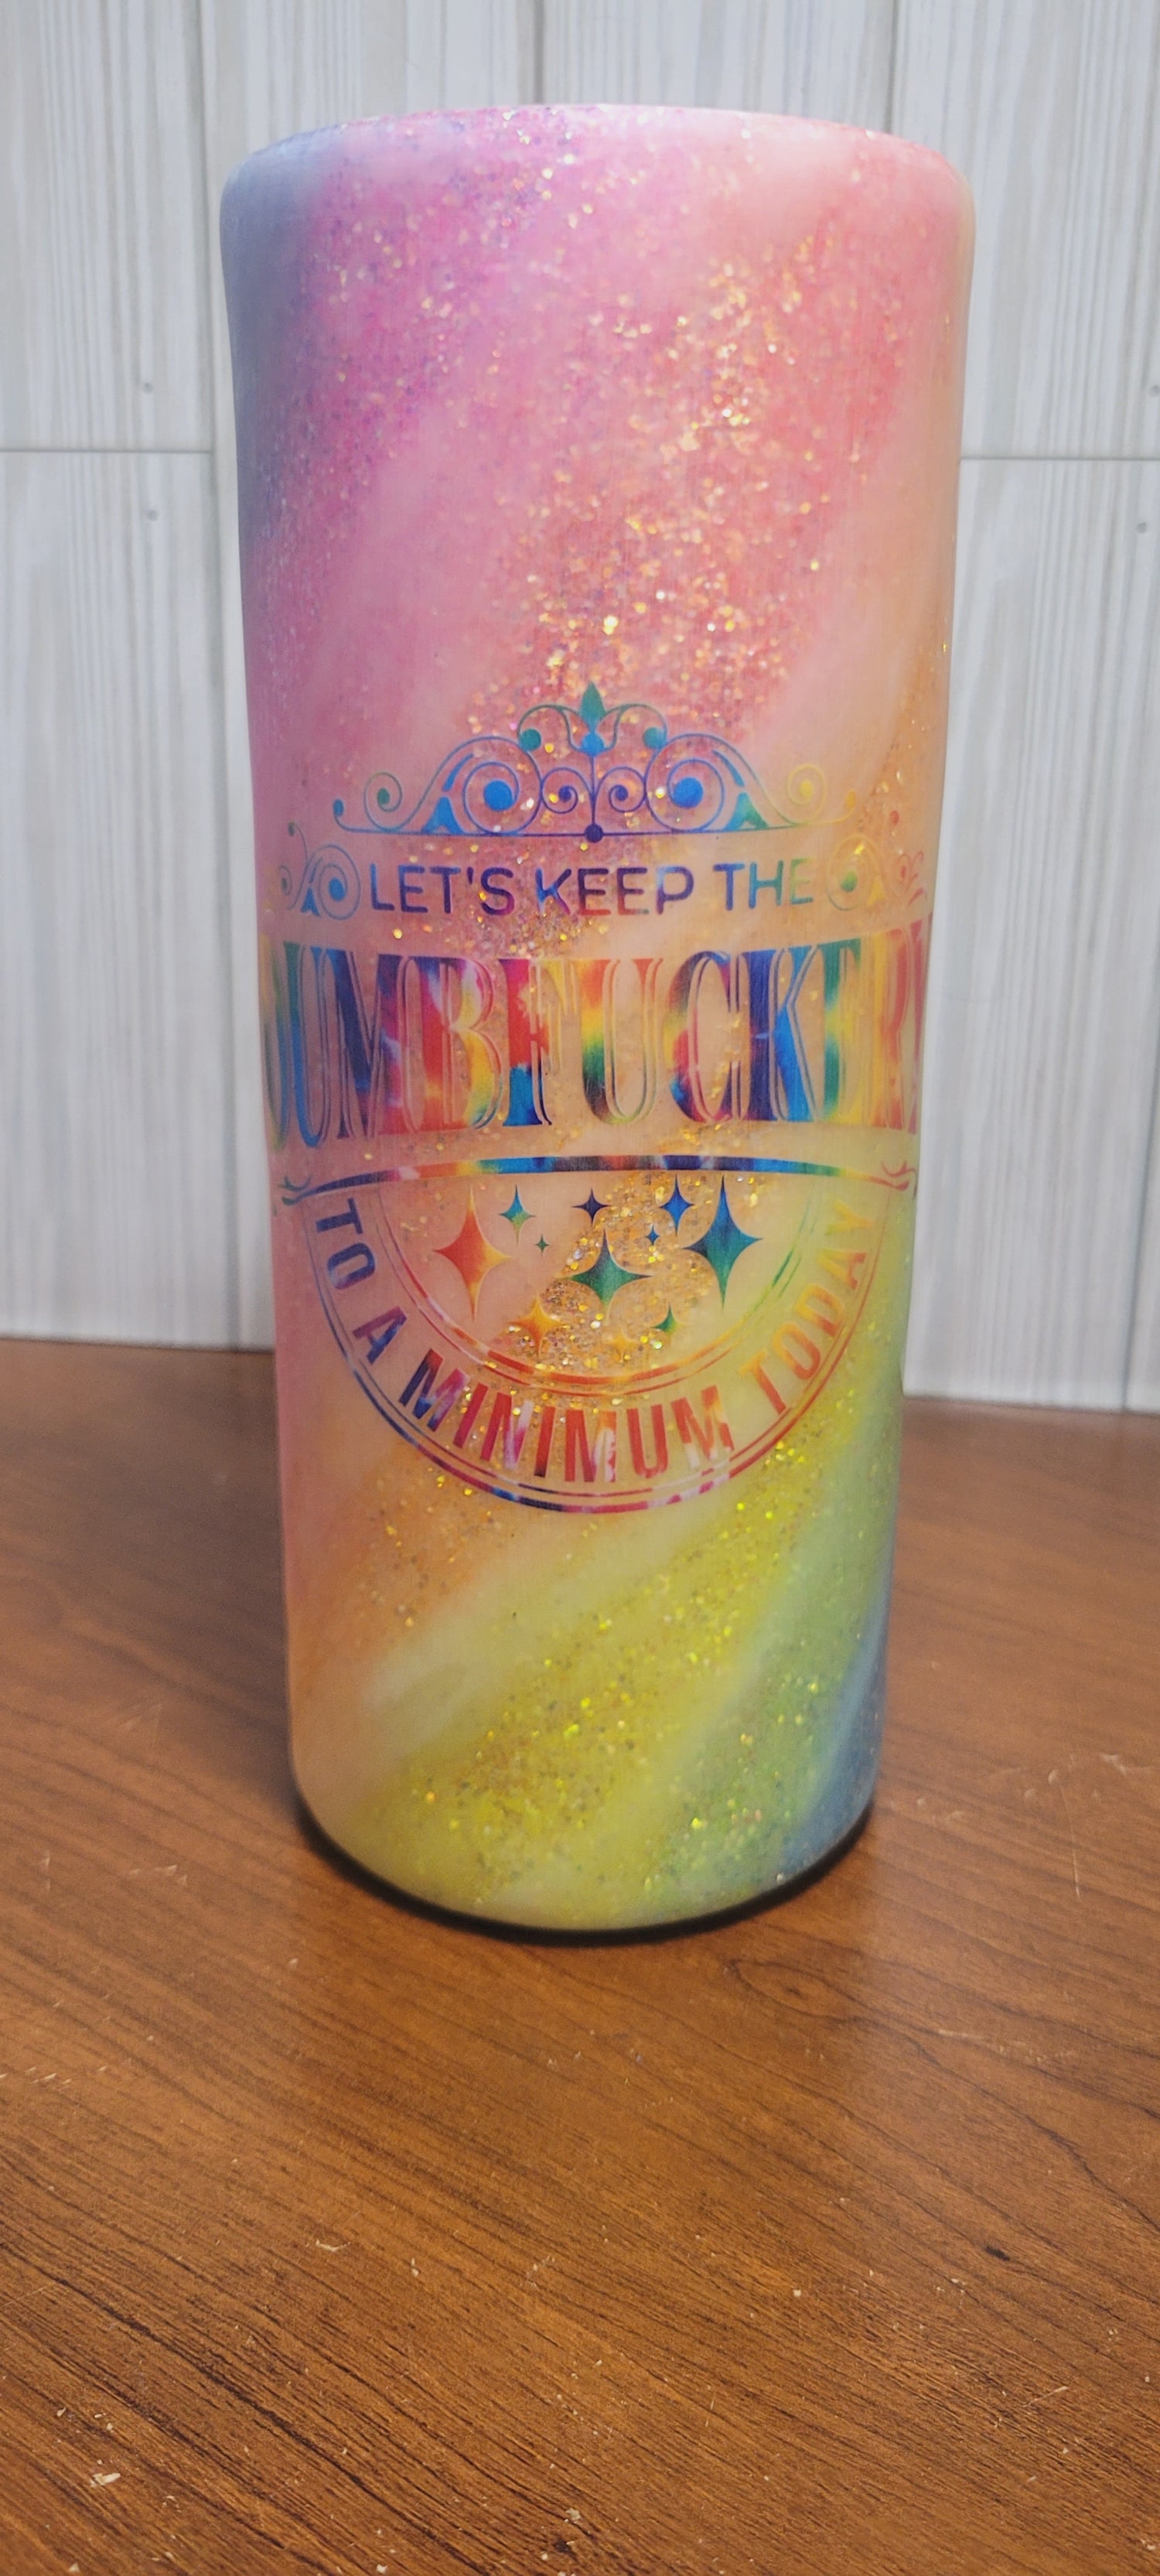 LET'S KEEP THE
DUMBFUCKERY
TO A MINIMUM TODAY